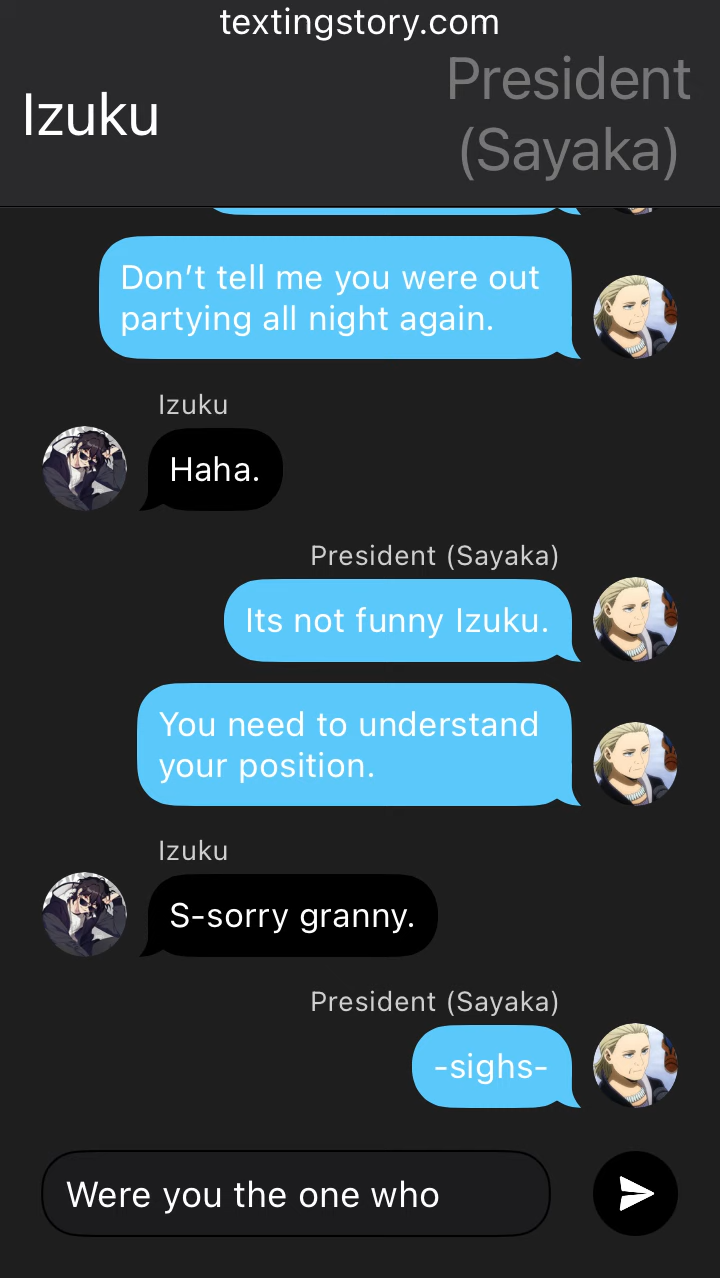 textingstory.com
Izuku
President
(Sayaka)
Don’t tell me you were out
partying all night again.
Izuku
Haha.
President (Sayaka)
Its not funny Izuku.
You need to understand
your position.
Izuku
S-sorry granny.
President (Sayaka)
-sighs-
Were you the one who